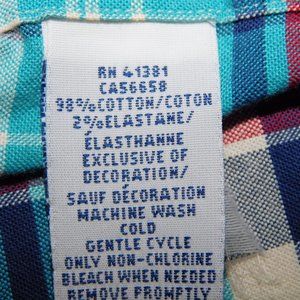 RN 41381
CA56658
98%COTTON/COTON
2%ELASTANE/
ÉLASTHANNE
EXCLUSIVE OF
DECORATION/
SAUF DÉCORATION
MACHINE WASH
COLD
GENTLE CYCLE
ONLY NON-CHLORINE
BLEACH WHEN NEEDED
REMOVE PROMPTLY